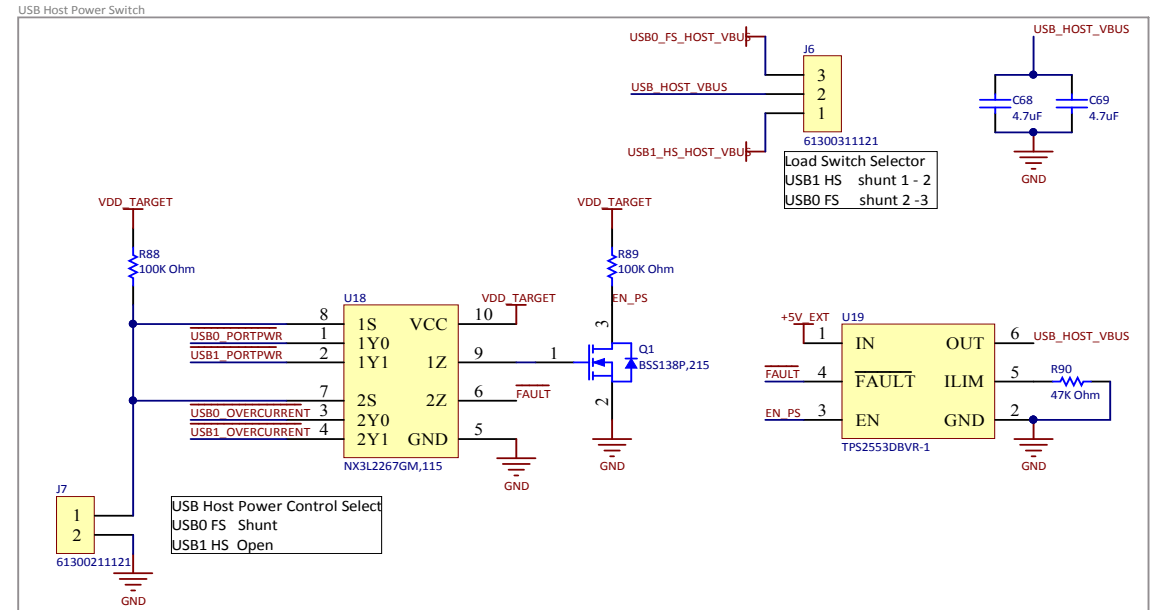 USB Host Power Switch
USB0_FS_HOST_VBUS
J6
3
2
1
USB_HOST_VBUS
USB1_HS_HOST_VBUS
61300311121
Load Switch Selector
USB1 HS shunt 1 - 2
USB0 FS shunt 2 -3
USB_HOST_VBUS
C68
4.7uF
C69
4.7uF
GND
VDD_TARGET
R88
100K Ohm
VDD_TARGET
R89
100K Ohm
EN_PS
U18
VDD_TARGET
8 1S VCC 10
USB0_PORTPWR 1 1Y0
USB1_PORTPWR 2 1Y1 1Z 9
7 2S 2Z 6 FAULT
USB0_OVERCURRENT 3 2Y0
USB1_OVERCURRENT 4 2Y1 GND 5
NX3L2267GM,115
GND
3
1
Q1
BSS138P,215
2
GND
+5V_EXT
U19
1 IN OUT 6 USB_HOST_VBUS
FAULT 4 FAULT ILIM 5
R90
47K Ohm
EN_PS 3 EN GND 2
TPS2553DBVR-1
GND
J7
1
2
61300211121
GND
USB Host Power Control Select
USB0 FS Shunt
USB1 HS Open